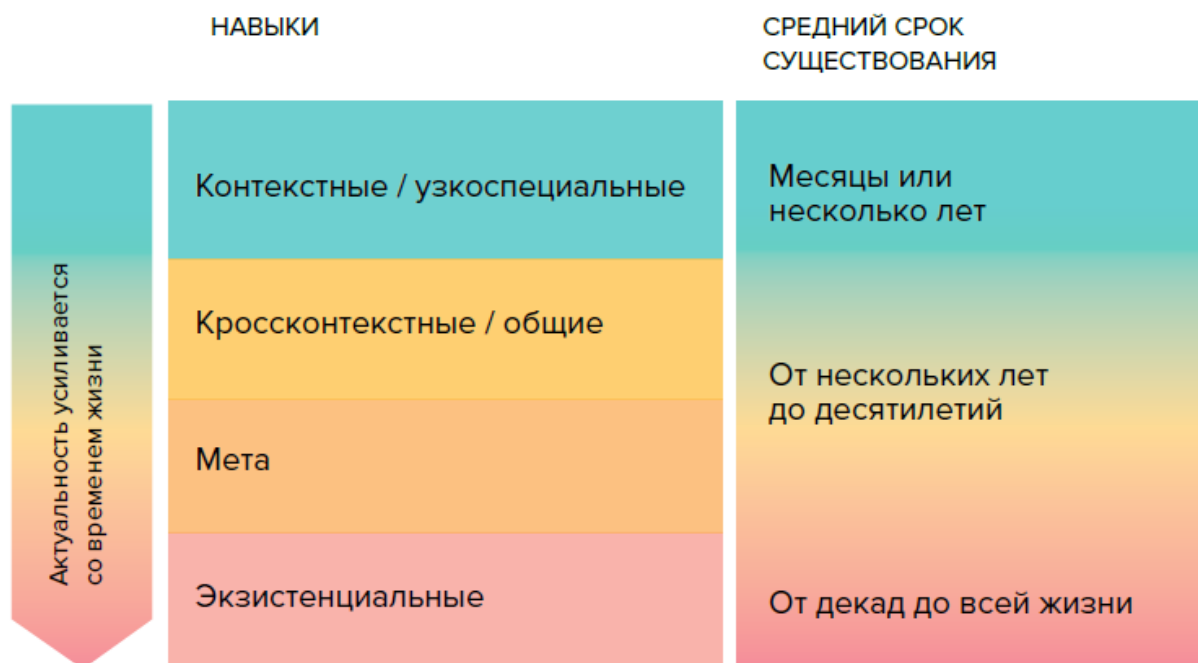 НАВЫКИ
СРЕДНИЙ СРОК
СУЩЕСТВОВАНИЯ
Актуальность усиливается
со временем жизни
Контекстные / узкоспециальные
Месяцы или
несколько лет
Кроссконтекстные / общие
От нескольких лет
до десятилетий
Мета
Экзистенциальные
От декад до всей жизни